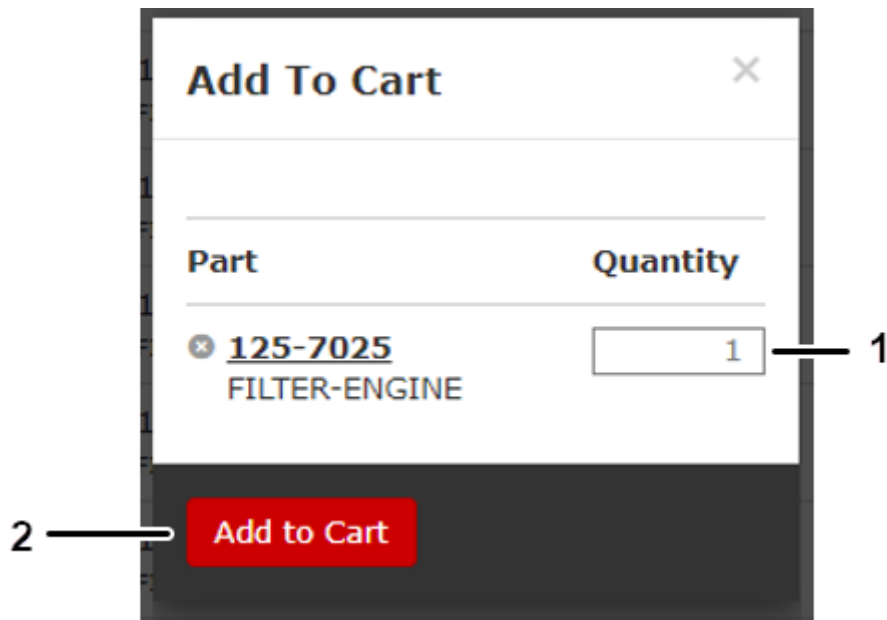 Add To Cart ×
Part Quantity
125-7025 1 1
FILTER-ENGINE
2 Add to Cart